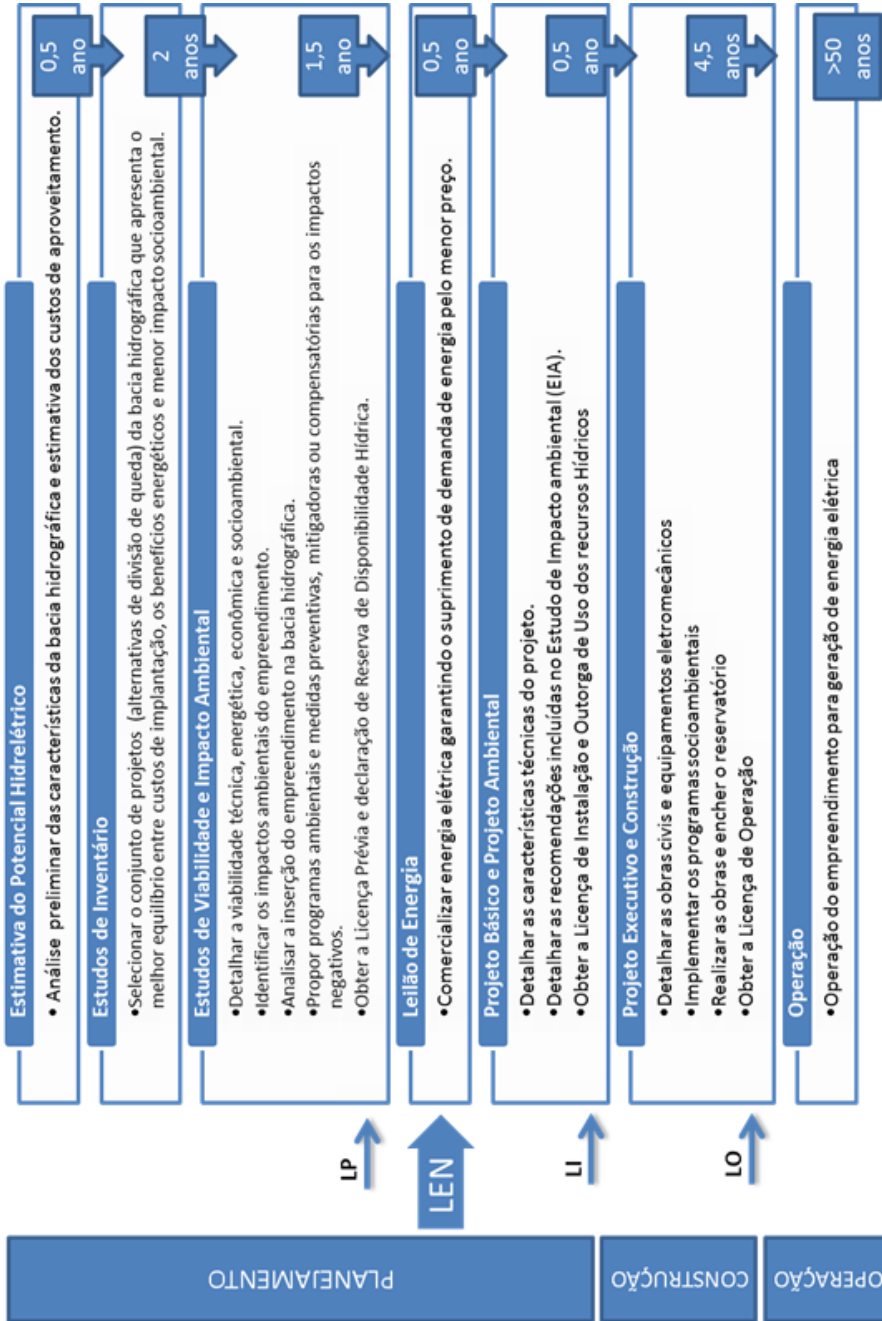 PLANEJAMENTO
CONSTRUÇÃO
OPERAÇÃO
LP
LEN
LI
LO
Estimativa do Potencial Hidrelétrico
• Análise preliminar das características da bacia hidrográfica e estimativa dos custos de aproveitamento.
0,5
ano
Estudos de Inventário
•Selecionar o conjunto de projetos (alternativas de divisão de queda) da bacia hidrográfica que apresenta o
melhor equilíbrio entre custos de implantação, os benefícios energéticos e menor impacto socioambiental.
2
anos
Estudos de Viabilidade e Impacto Ambiental
•Detalhar a viabilidade técnica, energética, econômica e socioambiental.
•Identificar os impactos ambientais do empreendimento.
•Analisar a inserção do empreendimento na bacia hidrográfica.
•Propor programas ambientais e medidas preventivas, mitigadoras ou compensatórias para os impactos
negativos.
•Obter a Licença Prévia e declaração de Reserva de Disponibilidade Hídrica.
1,5
ano
Leilão de Energia
•Comercializar energia elétrica garantindo o suprimento de demanda de energia pelo menor preço.
0,5
ano
Projeto Básico e Projeto Ambiental
•Detalhar as características técnicas do projeto.
•Detalhar as recomendações incluídas no Estudo de Impacto ambiental (EIA).
•Obter a Licença de Instalação e Outorga de Uso dos recursos Hídricos
0,5
ano
Projeto Executivo e Construção
•Detalhar as obras civis e equipamentos eletromecânicos
•Implementar os programas socioambientais
•Realizar as obras e encher o reservatório
•Obter a Licença de Operação
4,5
anos
Operação
•Operação do empreendimento para geração de energia elétrica
>50
anos